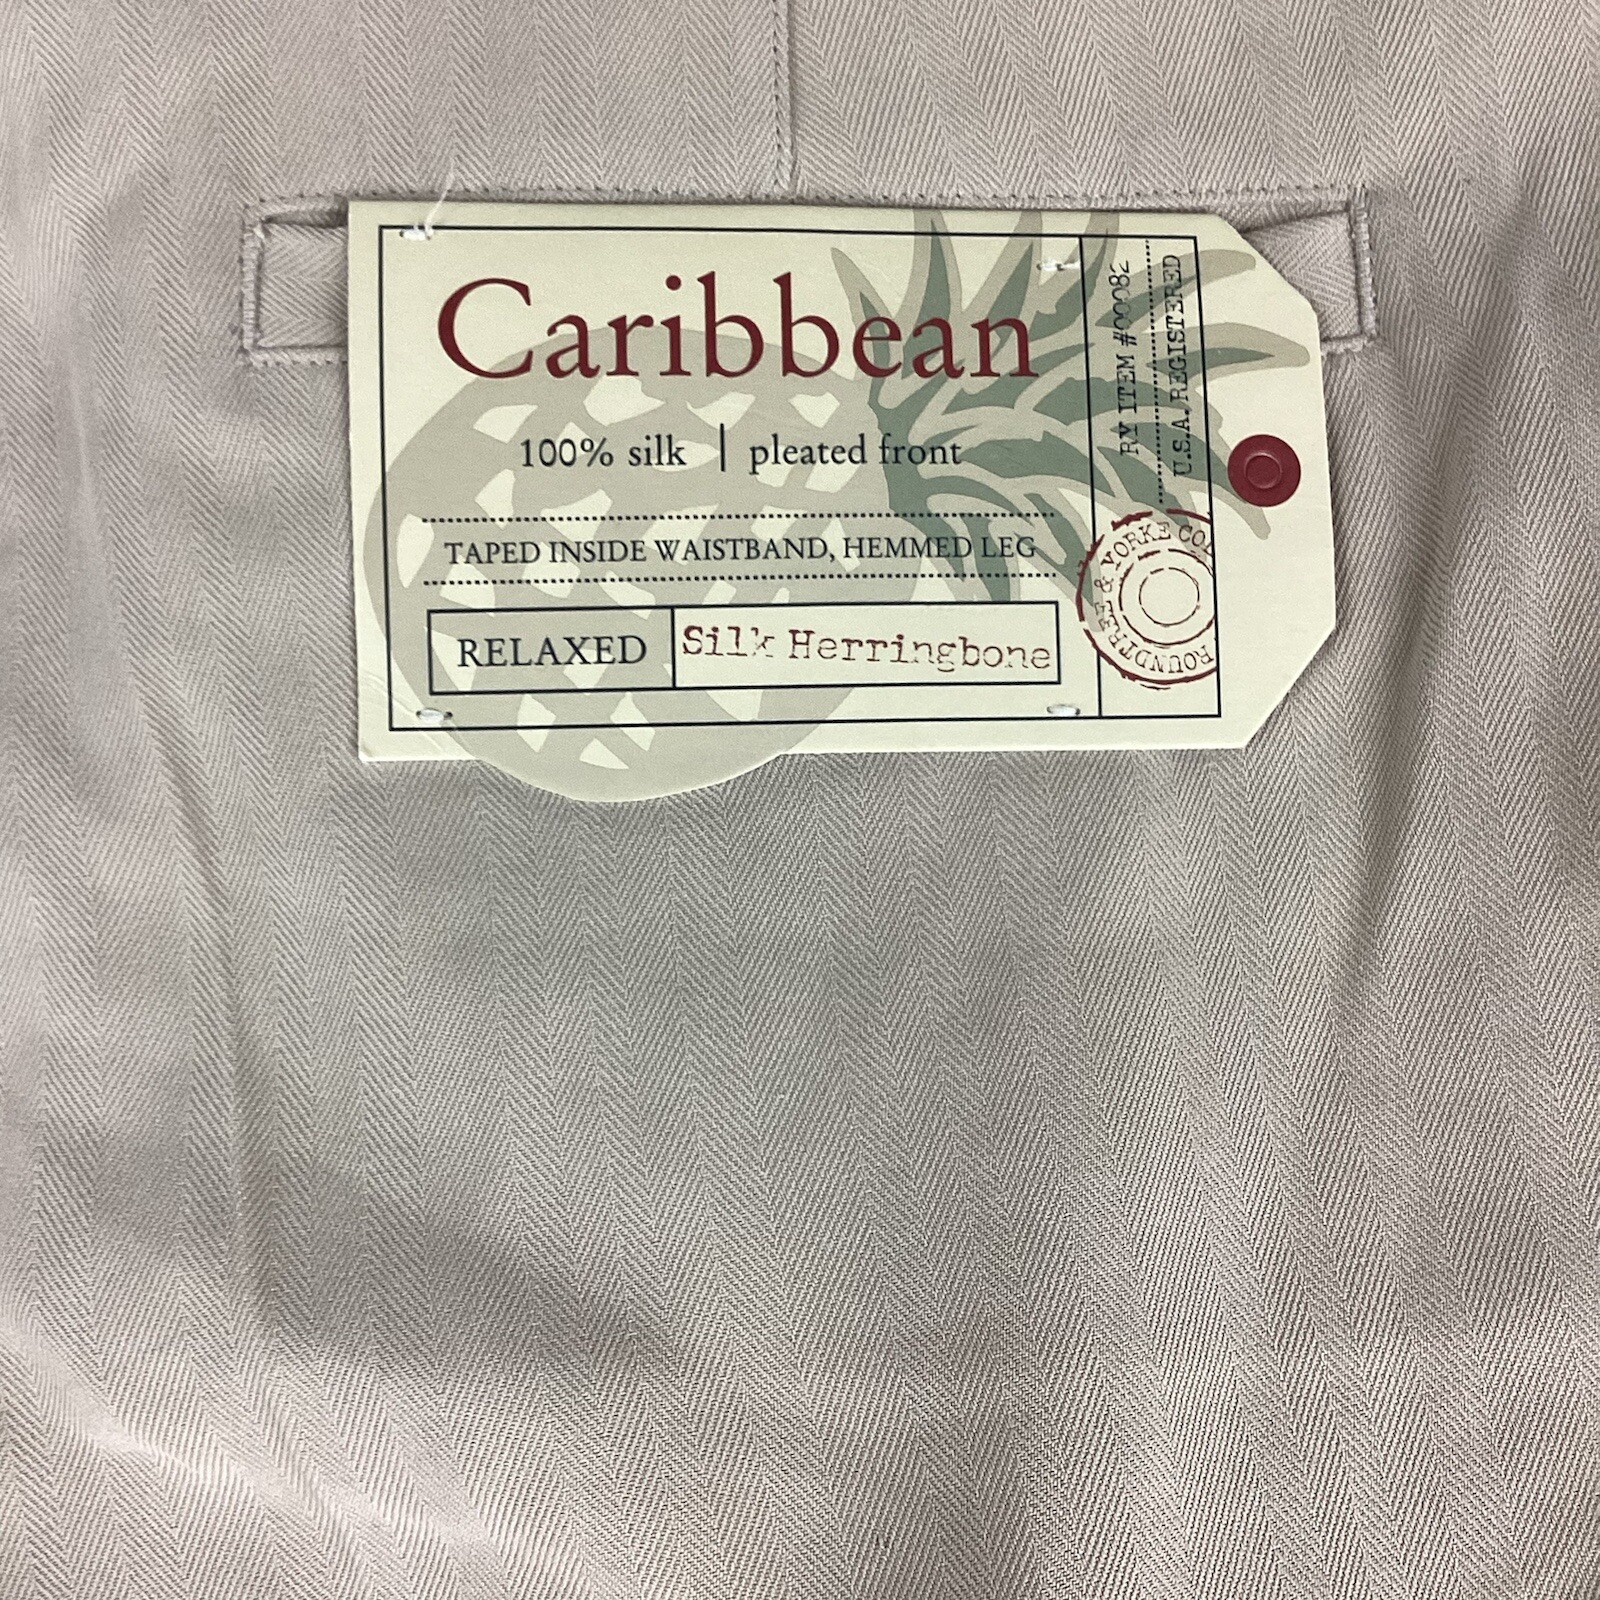 Caribbean
100% silk | pleated front
TAPED INSIDE WAISTBAND, HEMMED LEG
RELAXED
Silk Herringbone
RY ITEM #00082
U.S.A. REGISTERED
ROUNDTREE & YORKE CO.